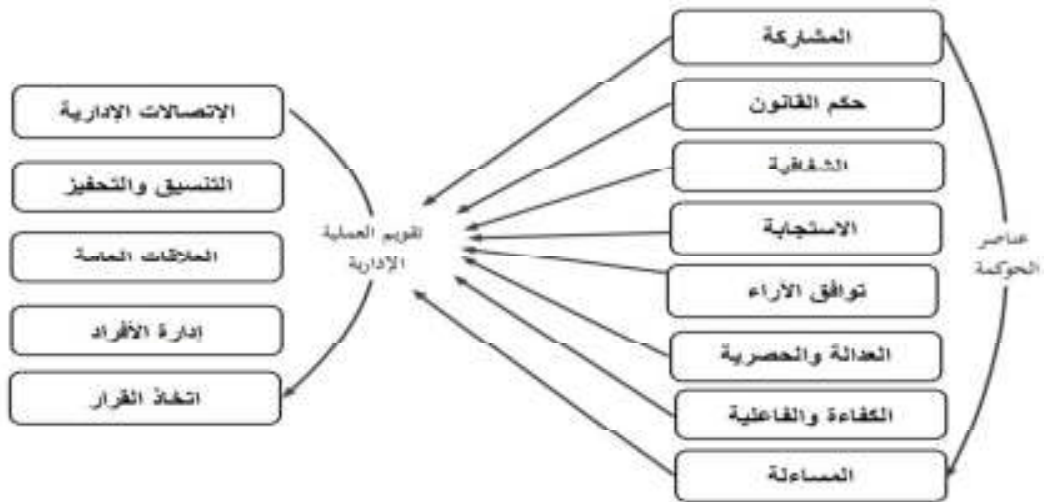 المشاركة
حكم القانون
الشفافية
الاستجابة
توافق الآراء
العدالة والحصرية
الكفاءة والفاعلية
المساءلة
عناصر
الحوكمة
تقويم العملية
الإدارية
الإتصالات الإدارية
التنسيق والتحفيز
العلاقات العامة
إدارة الأفراد
اتخاذ القرار